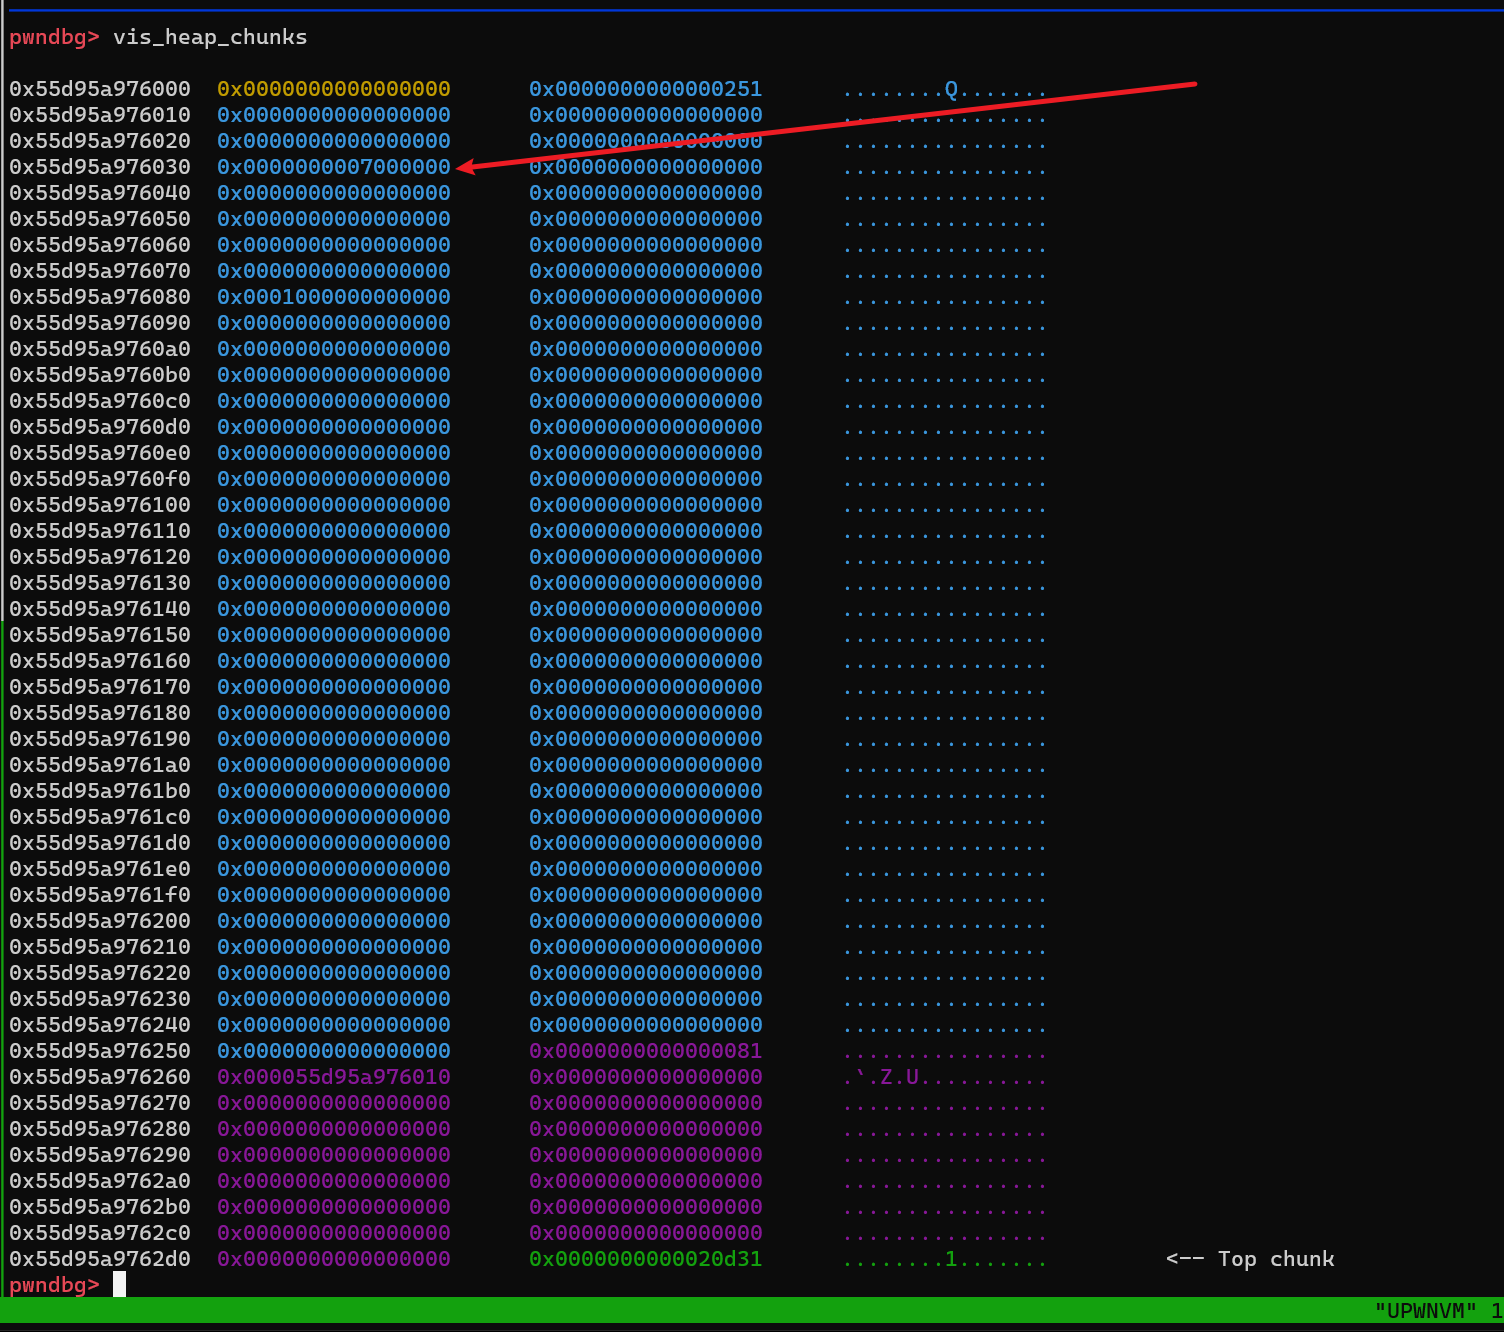 pwndbg> vis_heap_chunks
0x55d95a976000 0x0000000000000000 0x0000000000000251 ........Q.......
0x55d95a976010 0x0000000000000000 0x0000000000000000 ................
0x55d95a976020 0x0000000000000000 0x0000000000000000 ................
0x55d95a976030 0x0000000007000000 0x0000000000000000 ................
0x55d95a976040 0x0000000000000000 0x0000000000000000 ................
0x55d95a976050 0x0000000000000000 0x0000000000000000 ................
0x55d95a976060 0x0000000000000000 0x0000000000000000 ................
0x55d95a976070 0x0000000000000000 0x0000000000000000 ................
0x55d95a976080 0x0001000000000000 0x0000000000000000 ................
0x55d95a976090 0x0000000000000000 0x0000000000000000 ................
0x55d95a9760a0 0x0000000000000000 0x0000000000000000 ................
0x55d95a9760b0 0x0000000000000000 0x0000000000000000 ................
0x55d95a9760c0 0x0000000000000000 0x0000000000000000 ................
0x55d95a9760d0 0x0000000000000000 0x0000000000000000 ................
0x55d95a9760e0 0x0000000000000000 0x0000000000000000 ................
0x55d95a9760f0 0x0000000000000000 0x0000000000000000 ................
0x55d95a976100 0x0000000000000000 0x0000000000000000 ................
0x55d95a976110 0x0000000000000000 0x0000000000000000 ................
0x55d95a976120 0x0000000000000000 0x0000000000000000 ................
0x55d95a976130 0x0000000000000000 0x0000000000000000 ................
0x55d95a976140 0x0000000000000000 0x0000000000000000 ................
0x55d95a976150 0x0000000000000000 0x0000000000000000 ................
0x55d95a976160 0x0000000000000000 0x0000000000000000 ................
0x55d95a976170 0x0000000000000000 0x0000000000000000 ................
0x55d95a976180 0x0000000000000000 0x0000000000000000 ................
0x55d95a976190 0x0000000000000000 0x0000000000000000 ................
0x55d95a9761a0 0x0000000000000000 0x0000000000000000 ................
0x55d95a9761b0 0x0000000000000000 0x0000000000000000 ................
0x55d95a9761c0 0x0000000000000000 0x0000000000000000 ................
0x55d95a9761d0 0x0000000000000000 0x0000000000000000 ................
0x55d95a9761e0 0x0000000000000000 0x0000000000000000 ................
0x55d95a9761f0 0x0000000000000000 0x0000000000000000 ................
0x55d95a976200 0x0000000000000000 0x0000000000000000 ................
0x55d95a976210 0x0000000000000000 0x0000000000000000 ................
0x55d95a976220 0x0000000000000000 0x0000000000000000 ................
0x55d95a976230 0x0000000000000000 0x0000000000000000 ................
0x55d95a976240 0x0000000000000000 0x0000000000000000 ................
0x55d95a976250 0x0000000000000000 0x0000000000000081 ................
0x55d95a976260 0x000055d95a976010 0x0000000000000000 .`.Z.U..........
0x55d95a976270 0x0000000000000000 0x0000000000000000 ................
0x55d95a976280 0x0000000000000000 0x0000000000000000 ................
0x55d95a976290 0x0000000000000000 0x0000000000000000 ................
0x55d95a9762a0 0x0000000000000000 0x0000000000000000 ................
0x55d95a9762b0 0x0000000000000000 0x0000000000000000 ................
0x55d95a9762c0 0x0000000000000000 0x0000000000000000 ................
0x55d95a9762d0 0x0000000000000000 0x0000000000020d31 ........1....... <-- Top chunk
pwndbg>
"UPWNVM" 1